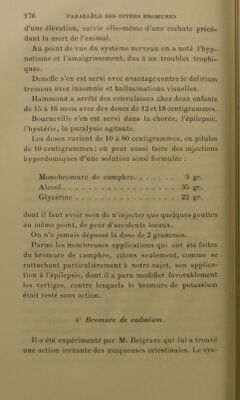 176 PARALLÈLE DES DIVERS BROMURES
d'une élévation, suivie elle-même d'une rechute précé-
dant la mort de l'animal.
Au point de vue du système nerveux on a noté l'hyp-
notisme et l'amaigrissement, dus à un troubles trophi-
ques.
Deneffe s'en est servi avec avantage contre le delirium
tremens avec insomnie et hallucinations visuelles.
Hammond a arrêté des convulsions chez deux enfants
de 15 à 16 mois avec des doses de 12 et 18 centigrammes.
Bourneville s'en est servi dans la chorée, l'épilepsie,
l'hystérie, la paralysie agitante.
Les doses varient de 10 à 80 centigrammes, en pilules
de 10 centigrammes; on peut aussi faire des injections
hyperdomiques d'une solution ainsi formulée :
Monobromure de camphre. . . . . . . 3 gr.
Alcool. . . . . . . . . . . . . . . . 35 gr.
Glycérine . . . . . . . . . . . . . . 22 gr.
dont il faut avoir soin de n'injecter que quelques gouttes
au même point, de peur d'accidents locaux.
On n'a jamais dépassé la dose de 2 grammes.
Parmi les nombreuses applications qui ont été faites
du bromure de camphre, citons seulement, comme se
rattachant particulièrement à notre sujet, son applica-
tion à l'épilepsie, dont il a paru modifier favorablement
les vertiges, contre lesquels le bromure de potassium
était resté sans action.
4° Bromure de cadmium.
Il a été expérimenté par M. Belgrave qui lui a trouvé
une action irritante des muqueuses intestinales. Le sys-